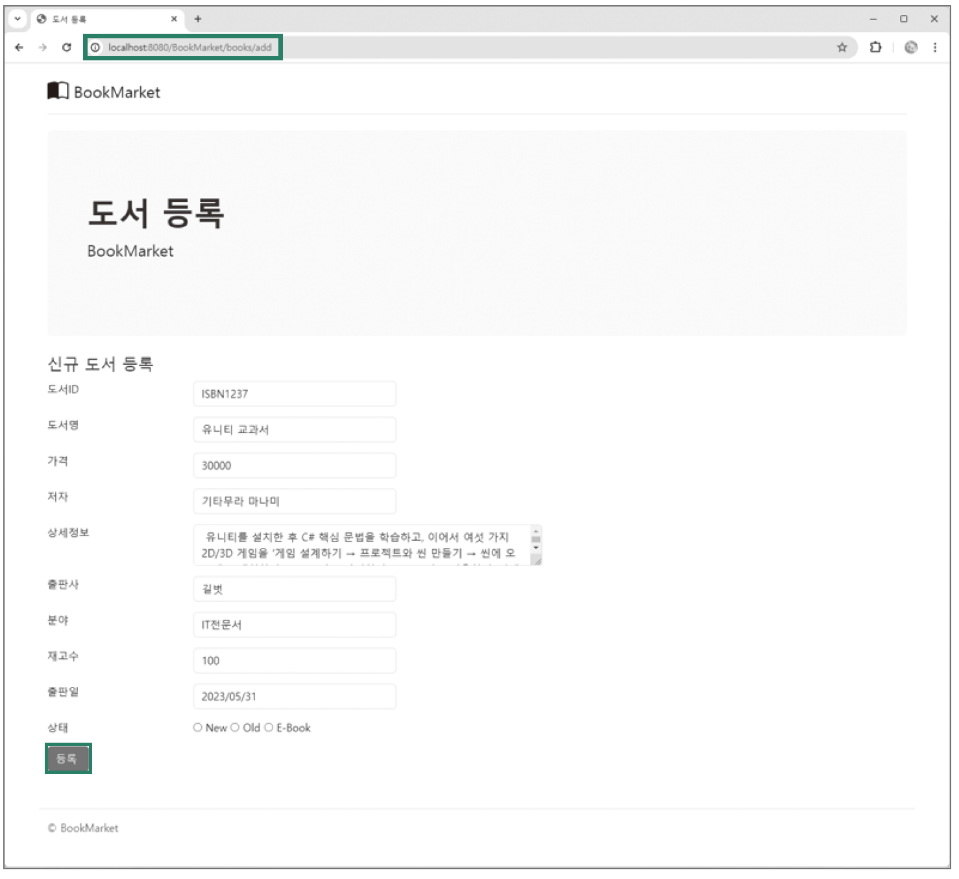 도서 등록
localhost:8080/BookMarket/books/add
BookMarket
도서 등록
BookMarket
신규 도서 등록
도서ID
ISBN1237
도서명
유니티 교과서
가격
30000
저자
기타무라 마나미
상세정보
유니티를 설치한 후 C# 핵심 문법을 학습하고, 이어서 여섯 가지
2D/3D 게임을 '게임 설계하기 → 프로젝트와 씬 만들기 → 씬에 오
출판사
길벗
분야
IT전문서
재고수
100
출판일
2023/05/31
상태
New Old E-Book
등록
© BookMarket